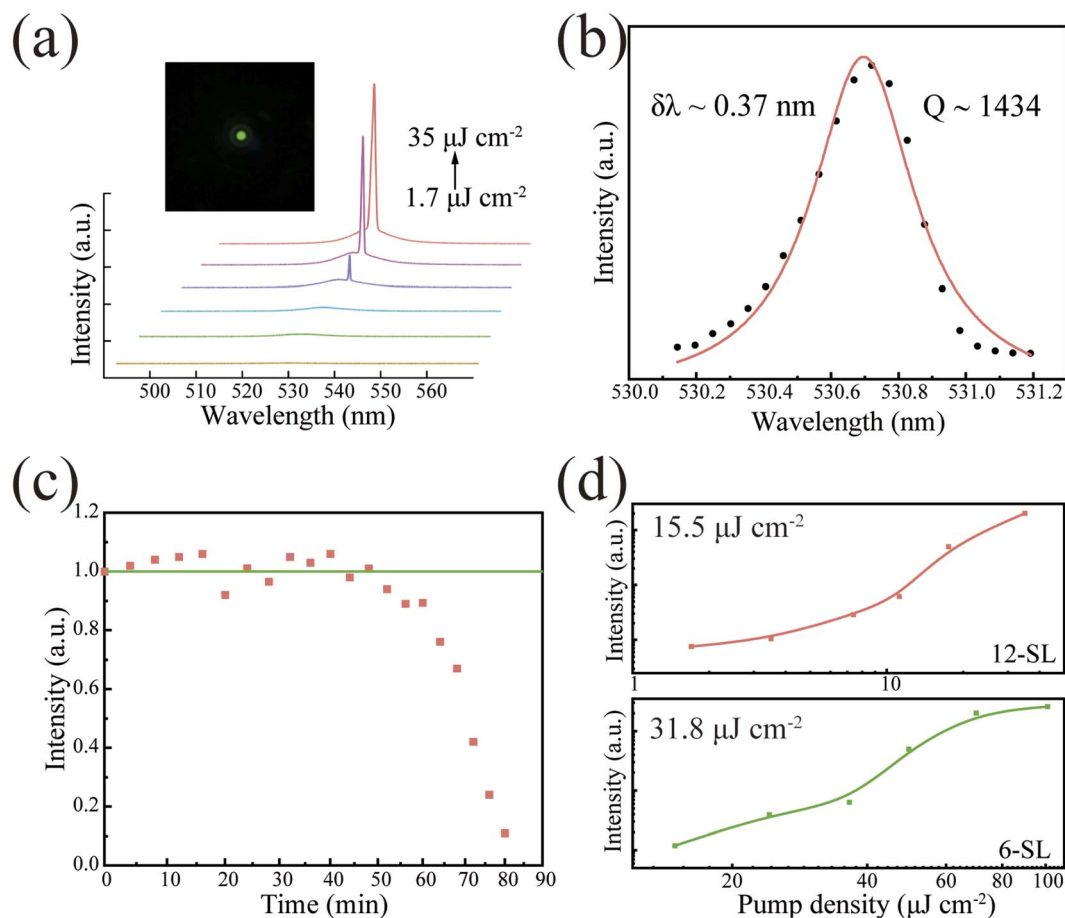 (a)
35 μJ cm-2
1.7 μJ cm-2
Intensity (a.u.)
500 510 520 530 540 550 560
Wavelength (nm)
(b)
δλ ~ 0.37 nm
Q ~ 1434
Intensity (a.u.)
530.0 530.2 530.4 530.6 530.8 531.0 531.2
Wavelength (nm)
(c)
1.2
1.0
0.8
0.6
0.4
0.2
0.0
Intensity (a.u.)
0 10 20 30 40 50 60 70 80 90
Time (min)
(d)
15.5 μJ cm-2
Intensity (a.u.)
12-SL
1 10
31.8 μJ cm-2
Intensity (a.u.)
6-SL
20 40 60 80 100
Pump density (μJ cm-2)